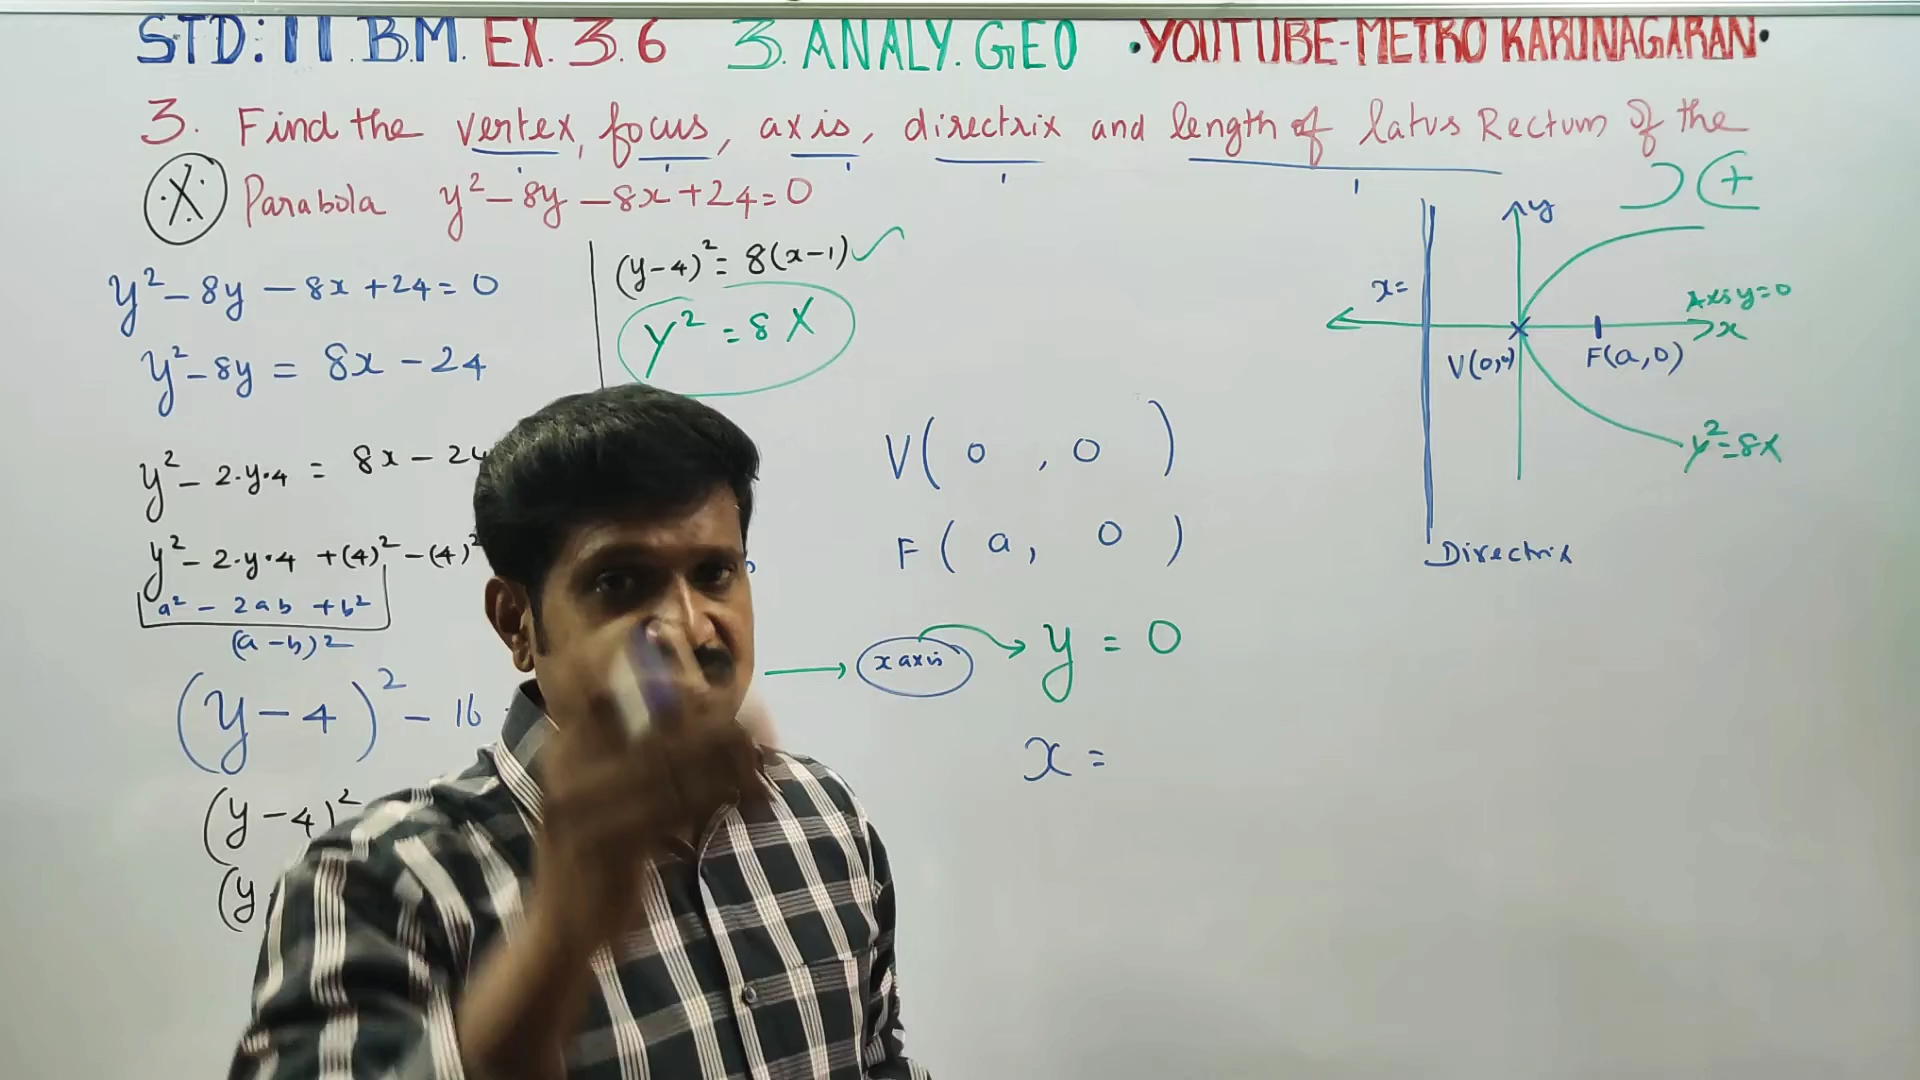 STD: 11. B.M. EX. 3.6 3. ANALY. GEO •YOUTUBE-METRO KARUNAGARAN•
3. Find the vertex, focus, axis, directrix and length of latus Rectum of the
X Parabola y² - 8y - 8x + 24 = 0
y² - 8y - 8x + 24 = 0
y² - 8y = 8x - 24
y² - 2·y·4 = 8x - 24
y² - 2·y·4 + (4)² - (4)²
a² - 2ab + b²
(a - b)²
(y - 4)² - 16
(y - 4)²
(y
(y-4)² = 8(x-1) ✓
Y² = 8X
V( 0 , 0 )
F( a, 0 )
x axis → y = 0
x =
+
y
x=
Axis y=0
x
V(0,0)
F(a,0)
y²=8X
Directrix